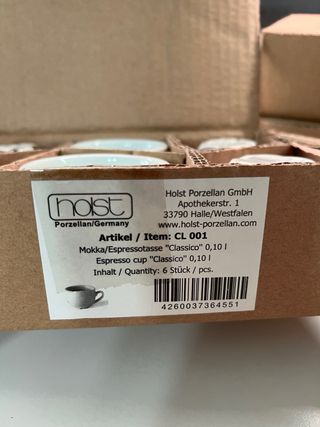 holst
Porzellan/Germany
Holst Porzellan GmbH
Apothekerstr. 1
33790 Halle/Westfalen
www.holst-porzellan.com
Artikel / Item: CL 001
Mokka/Espressotasse "Classico" 0,10 l
Espresso cup "Classico" 0,10 l
Inhalt / Quantity: 6 Stück / pcs.
4260037364551